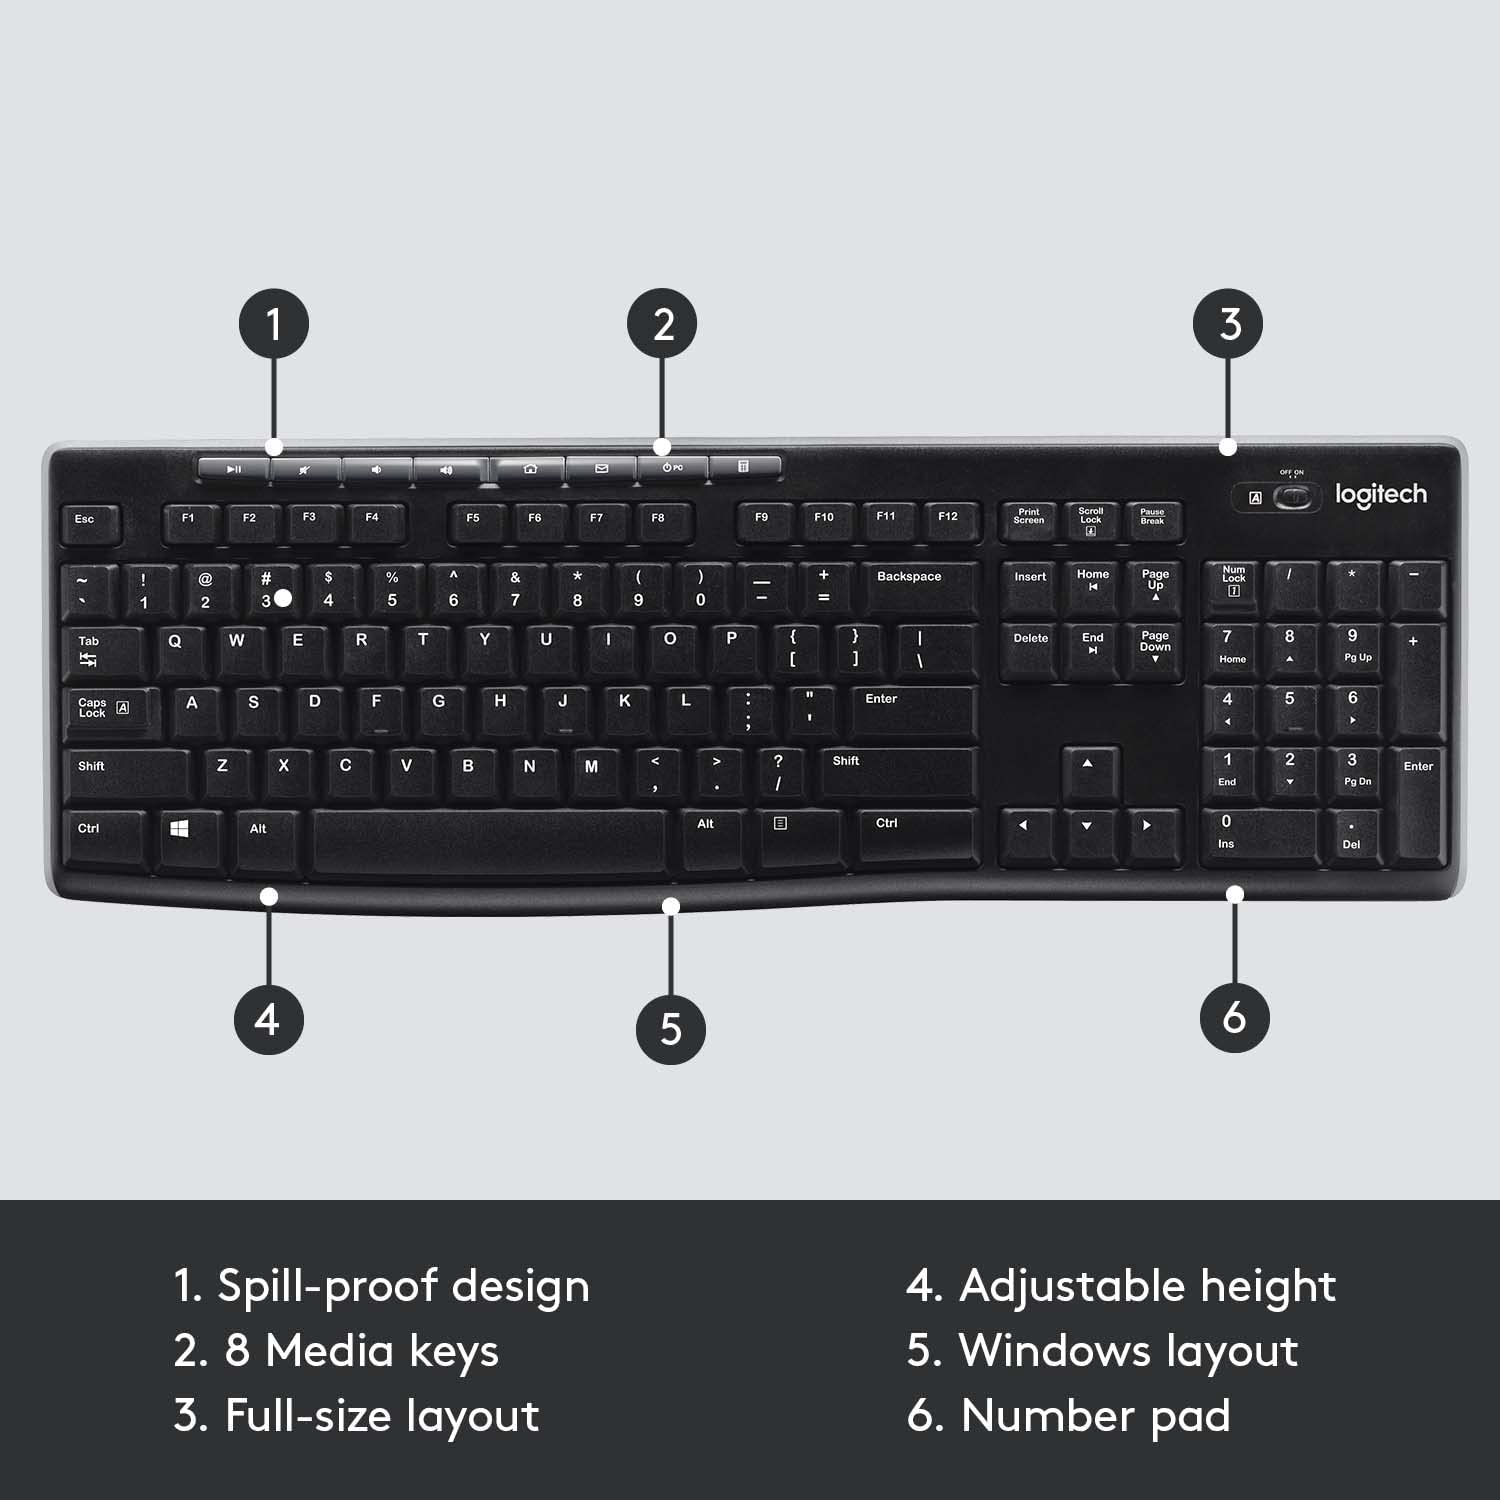 1 2 3
OFF ON
A logitech
PC
Esc F1 F2 F3 F4 F5 F6 F7 F8 F9 F10 F11 F12 Print Screen Scroll Lock Pause Break
~ ` ! 1 @ 2 # 3 $ 4 % 5 ^ 6 & 7 * 8 ( 9 ) 0 — - + = Backspace Insert Home Page Up Num Lock 1 / * -
Tab Q W E R T Y U I O P { [ } ] | \ Delete End Page Down 7 Home 8 9 Pg Up +
Caps Lock A A S D F G H J K L : ; " ' Enter 4 5 6
Shift Z X C V B N M < , > . ? / Shift 1 End 2 3 Pg Dn Enter
Ctrl Alt Alt Ctrl 0 Ins . Del
4 5 6
1. Spill-proof design
2. 8 Media keys
3. Full-size layout
4. Adjustable height
5. Windows layout
6. Number pad